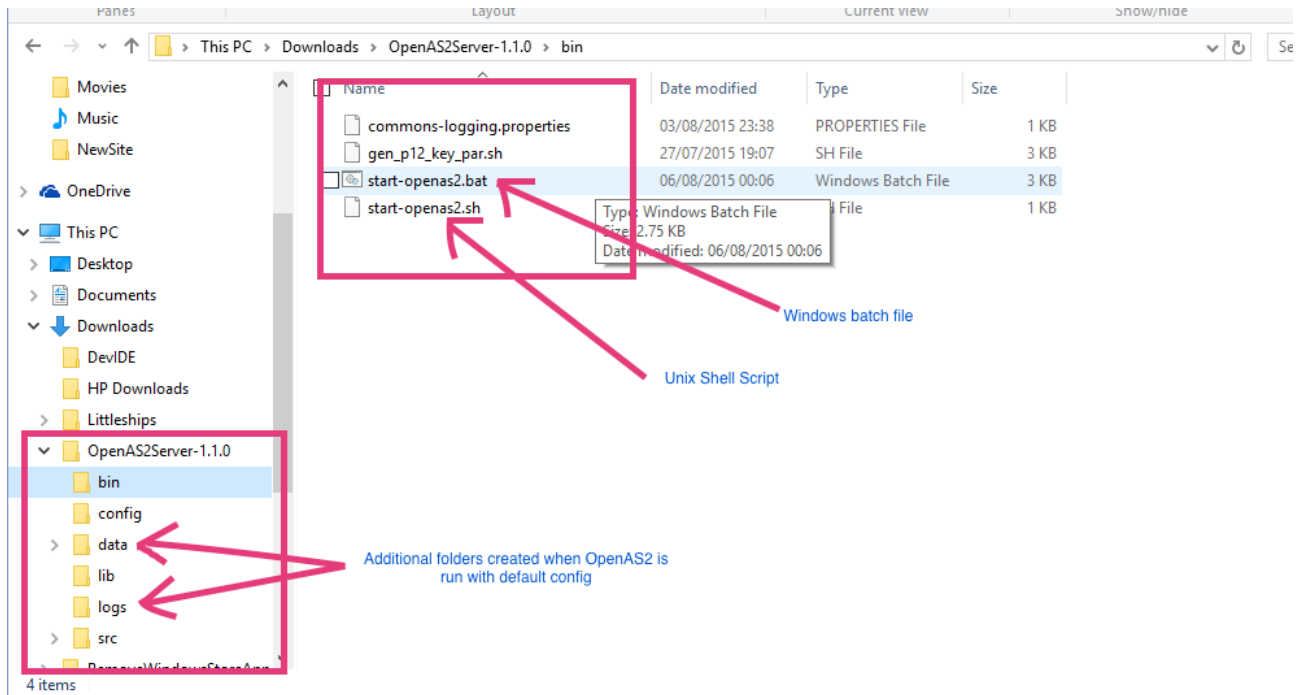 Panes Layout Current view Show/hide
This PC > Downloads > OpenAS2Server-1.1.0 > bin
Movies
Music
NewSite
OneDrive
This PC
Desktop
Documents
Downloads
DevIDE
HP Downloads
Littleships
OpenAS2Server-1.1.0
bin
config
data
lib
logs
src
4 items
Name Date modified Type Size
commons-logging.properties 03/08/2015 23:38 PROPERTIES File 1 KB
gen_p12_key_par.sh 27/07/2015 19:07 SH File 3 KB
start-openas2.bat 06/08/2015 00:06 Windows Batch File 3 KB
start-openas2.sh File 1 KB
Type: Windows Batch File
Size: 2.75 KB
Date modified: 06/08/2015 00:06
Windows batch file
Unix Shell Script
Additional folders created when OpenAS2 is
run with default config